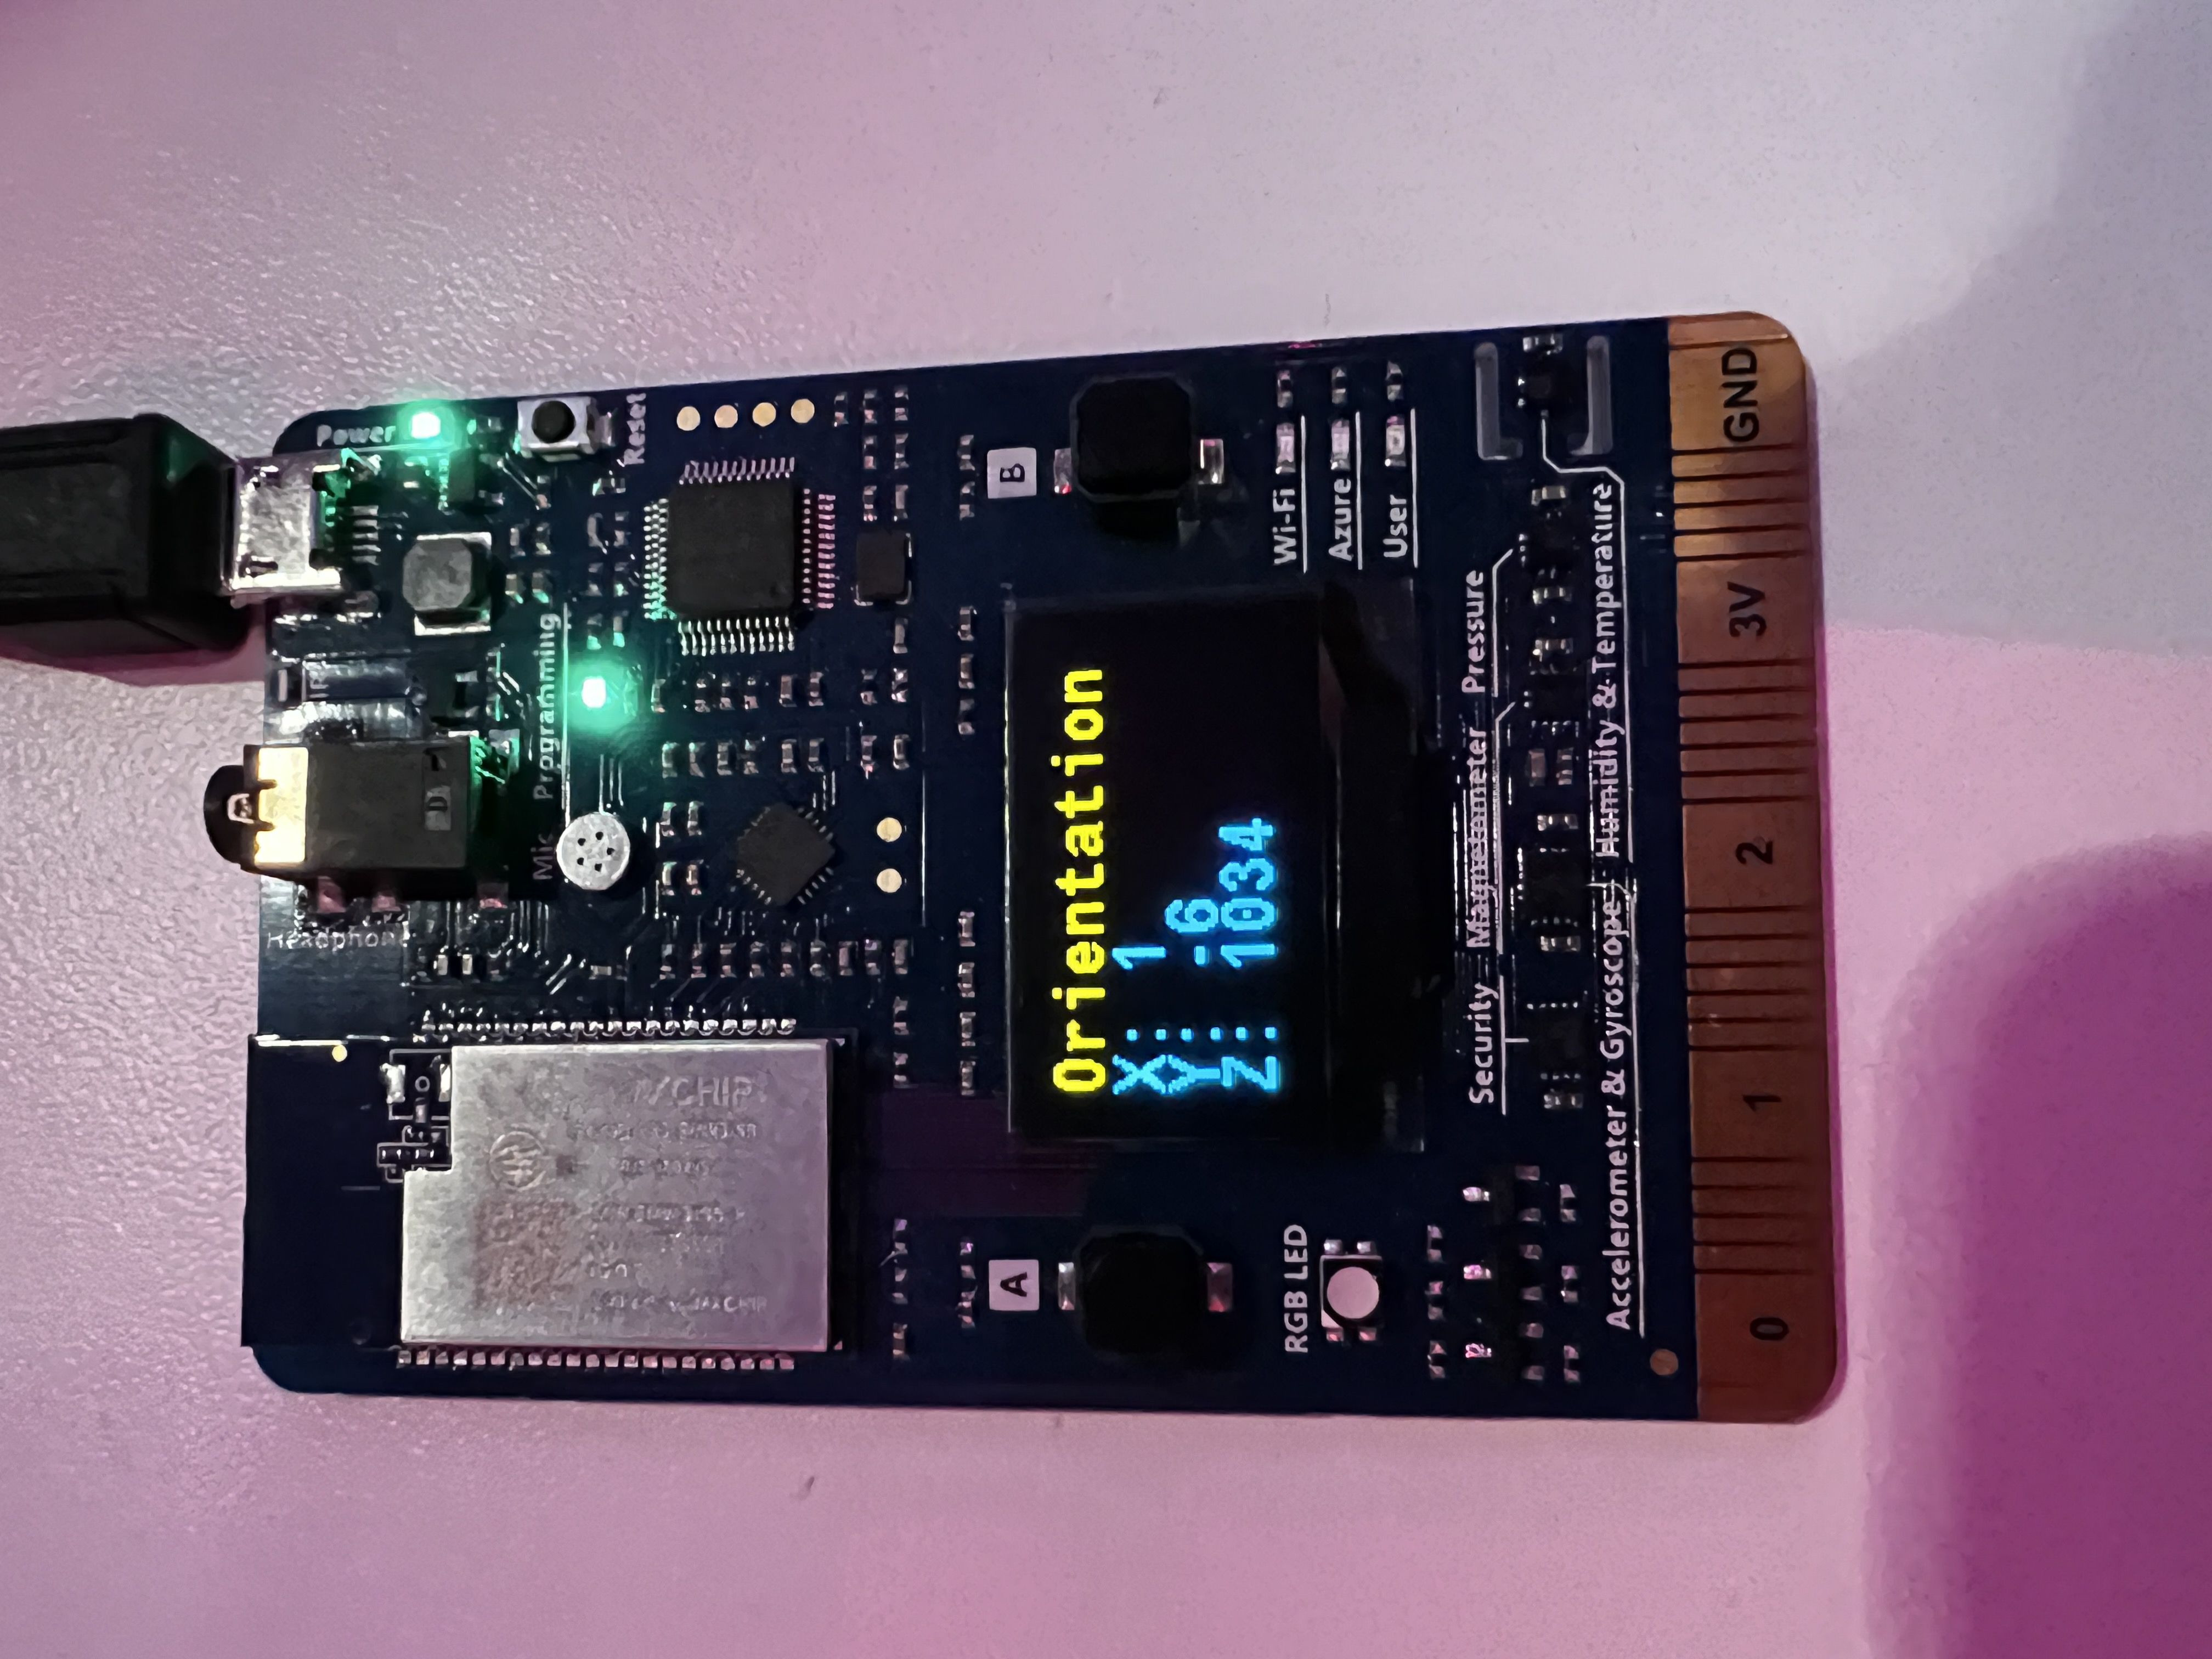 Power
Mic
Programming
Reset
A
B
Orientation
X: 1
Y: -6
Z: 1034
RGB LED
Wi-Fi
Azure
User
Security
Magnetometer
Pressure
Accelerometer & Gyroscope
Humidity & Temperature
0
1
2
3V
GND